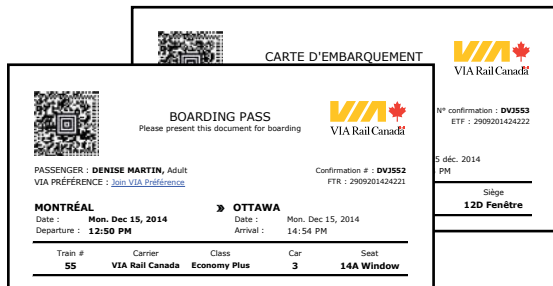 CARTE D'EMBARQUEMENT
VIA Rail Canada
N° confirmation : DVJ553
ETF : 2909201424222
5 déc. 2014
PM
Siège
12D Fenêtre
BOARDING PASS
Please present this document for boarding
VIA Rail Canada
PASSENGER : DENISE MARTIN, Adult
Confirmation # : DVJ552
VIA PRÉFÉRENCE : Join VIA Préférence
FTR : 2909201424221
MONTRÉAL » OTTAWA
Date : Mon. Dec 15, 2014 Date : Mon. Dec 15, 2014
Departure : 12:50 PM Arrival : 14:54 PM
Train # Carrier Class Car Seat
55 VIA Rail Canada Economy Plus 3 14A Window